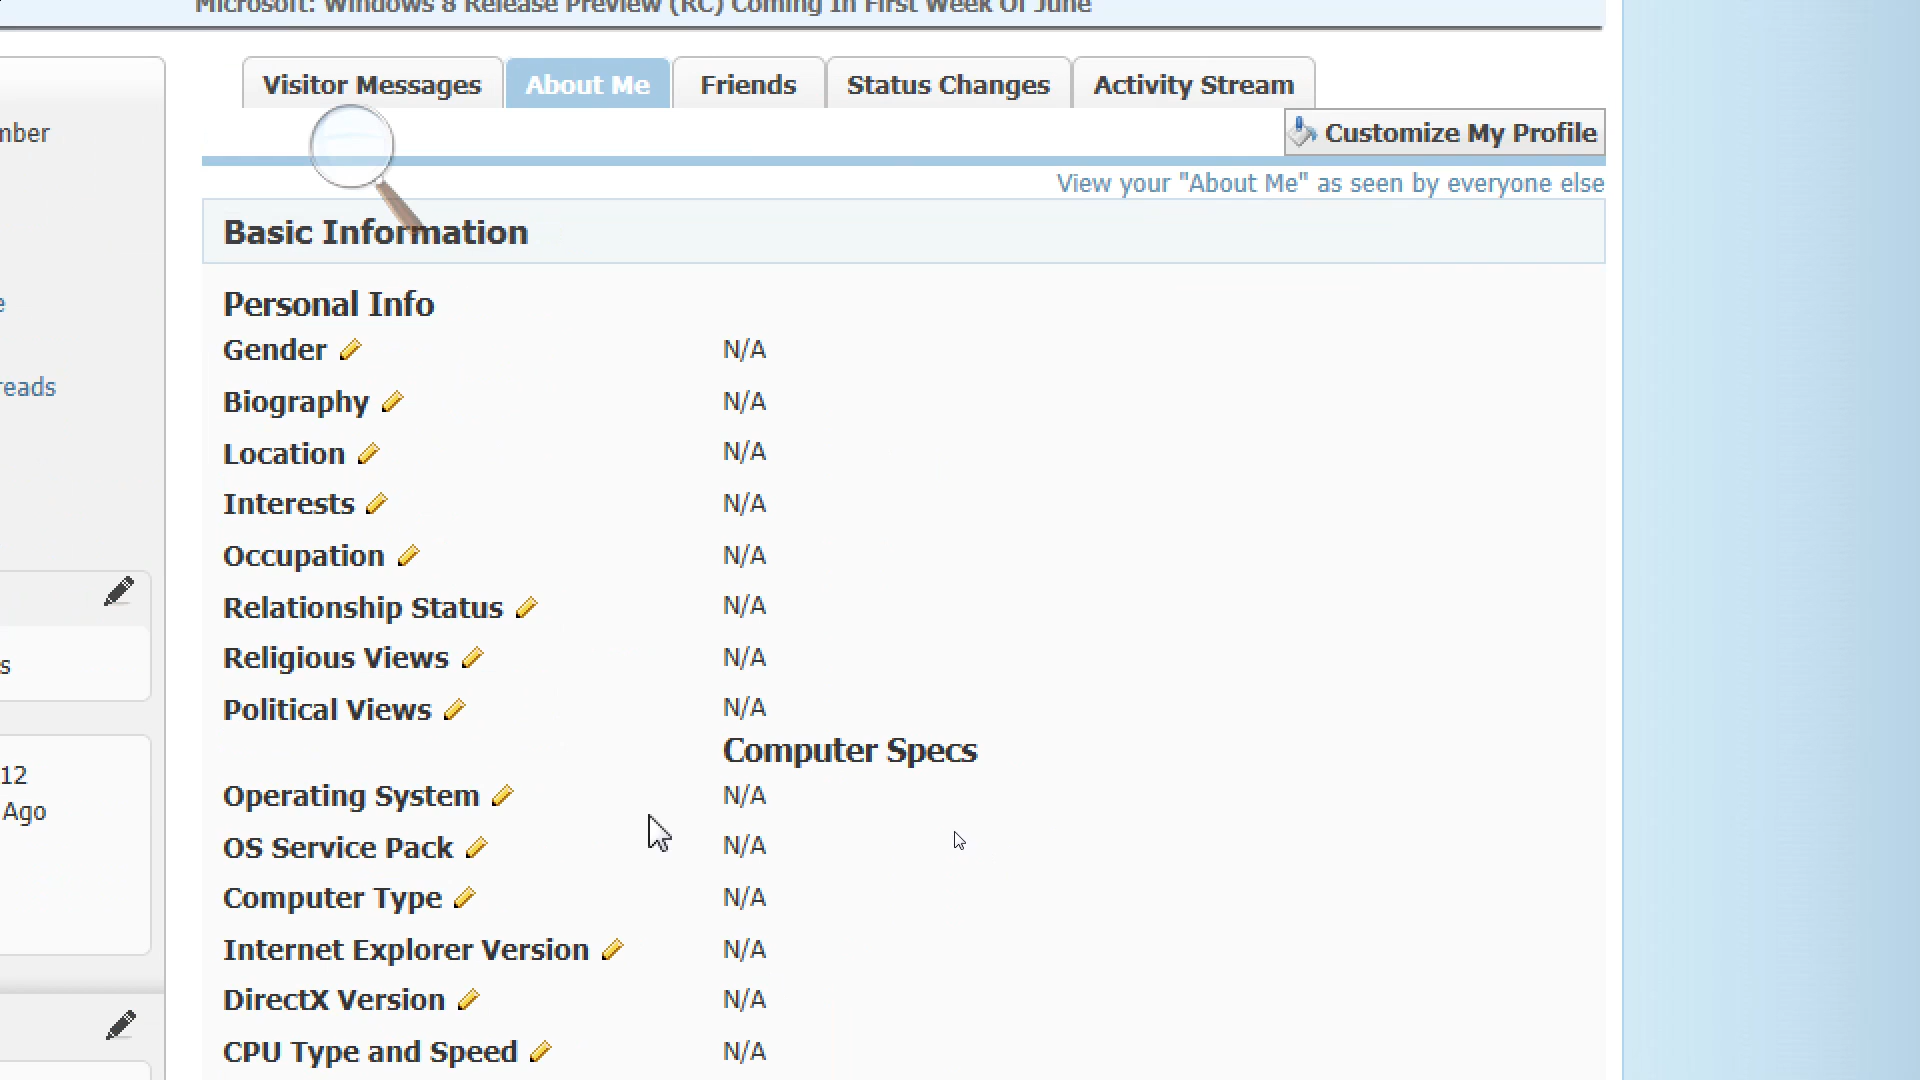 Microsoft: Windows 8 Release Preview (RC) Coming In First Week Of June
Visitor Messages
About Me
Friends
Status Changes
Activity Stream
mber
Customize My Profile
View your "About Me" as seen by everyone else
Basic Information
Personal Info
Gender N/A
e
Biography N/A
reads
Location N/A
Interests N/A
Occupation N/A
Relationship Status N/A
Religious Views N/A
s
Political Views N/A
Computer Specs
12
Operating System N/A
Ago
OS Service Pack N/A
Computer Type N/A
Internet Explorer Version N/A
DirectX Version N/A
CPU Type and Speed N/A